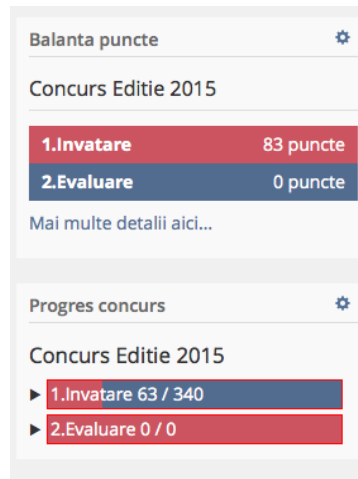 Balanta puncte
Concurs Editie 2015
1.Invatare 83 puncte
2.Evaluare 0 puncte
Mai multe detalii aici...
Progres concurs
Concurs Editie 2015
1.Invatare 63 / 340
2.Evaluare 0 / 0